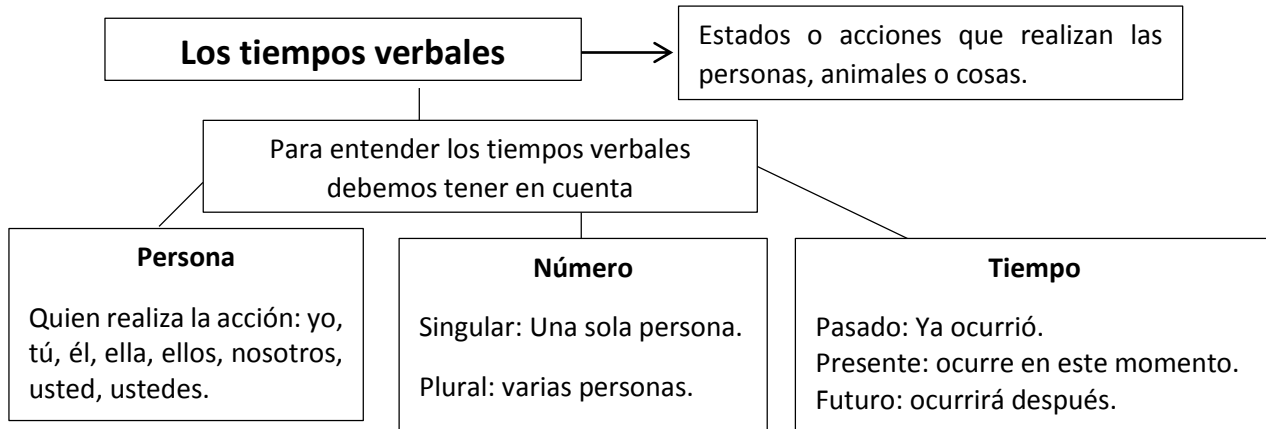 Los tiempos verbales
Estados o acciones que realizan las
personas, animales o cosas.
Para entender los tiempos verbales
debemos tener en cuenta
Persona
Quien realiza la acción: yo,
tú, él, ella, ellos, nosotros,
usted, ustedes.
Número
Singular: Una sola persona.
Plural: varias personas.
Tiempo
Pasado: Ya ocurrió.
Presente: ocurre en este momento.
Futuro: ocurrirá después.